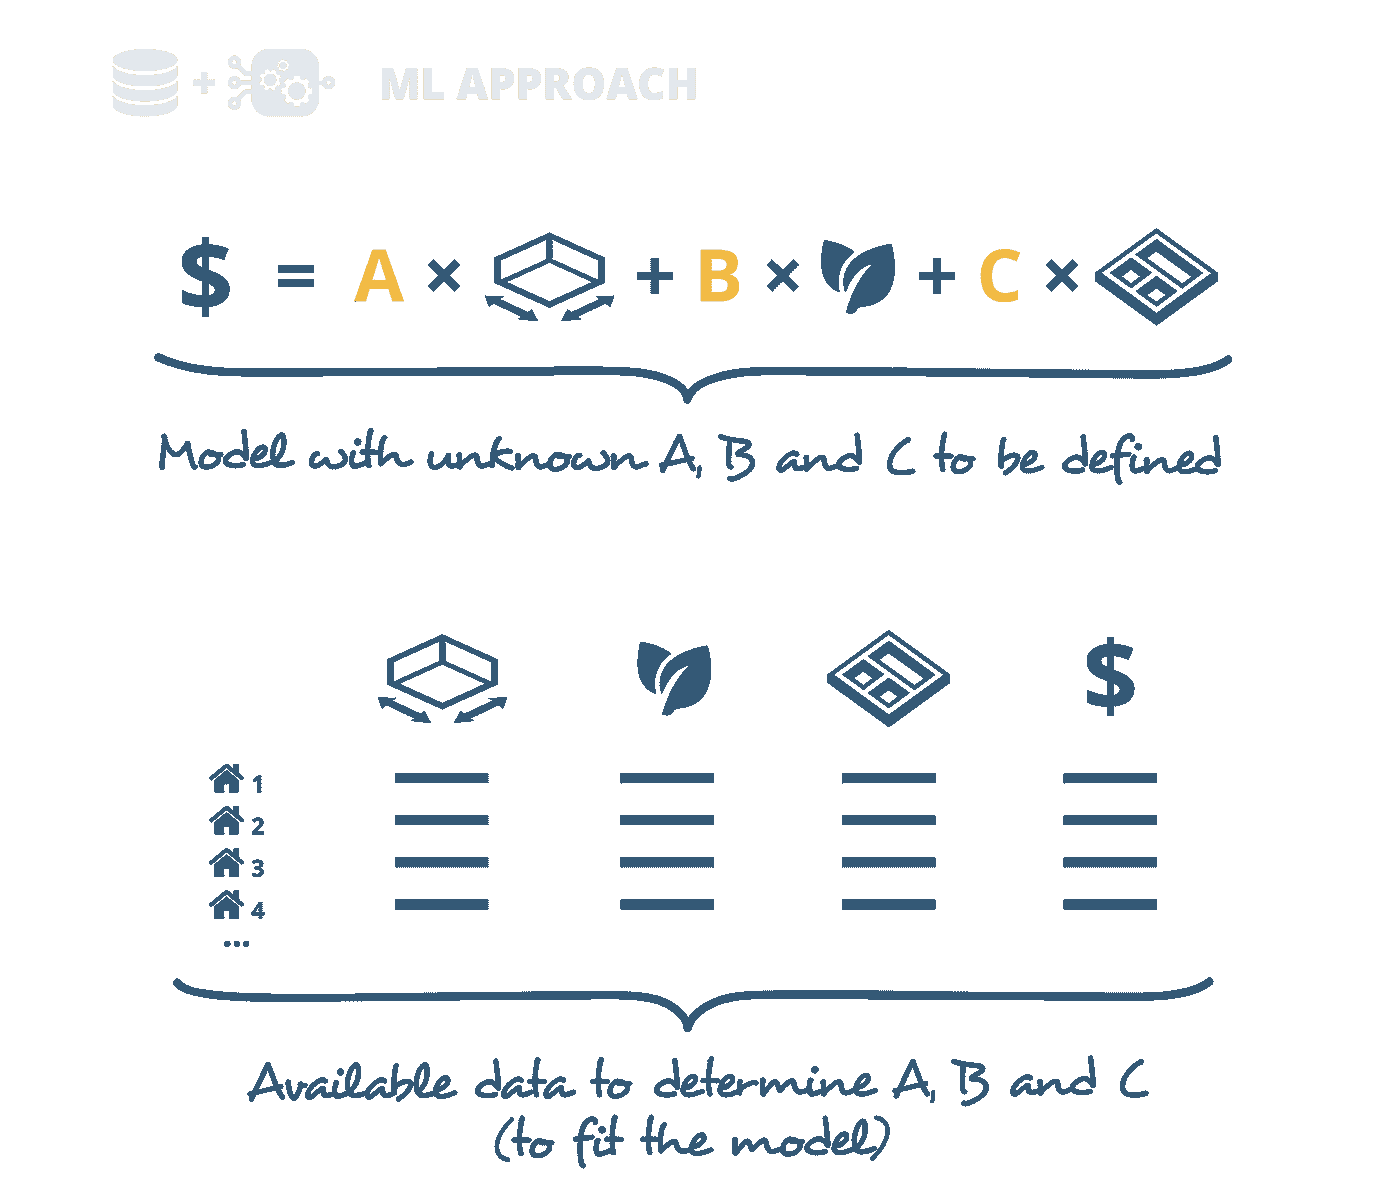 + ML APPROACH
$ = A × + B × + C ×
Model with unknown A, B and C to be defined
$
1
2
3
4
...
Available data to determine A, B and C
(to fit the model)